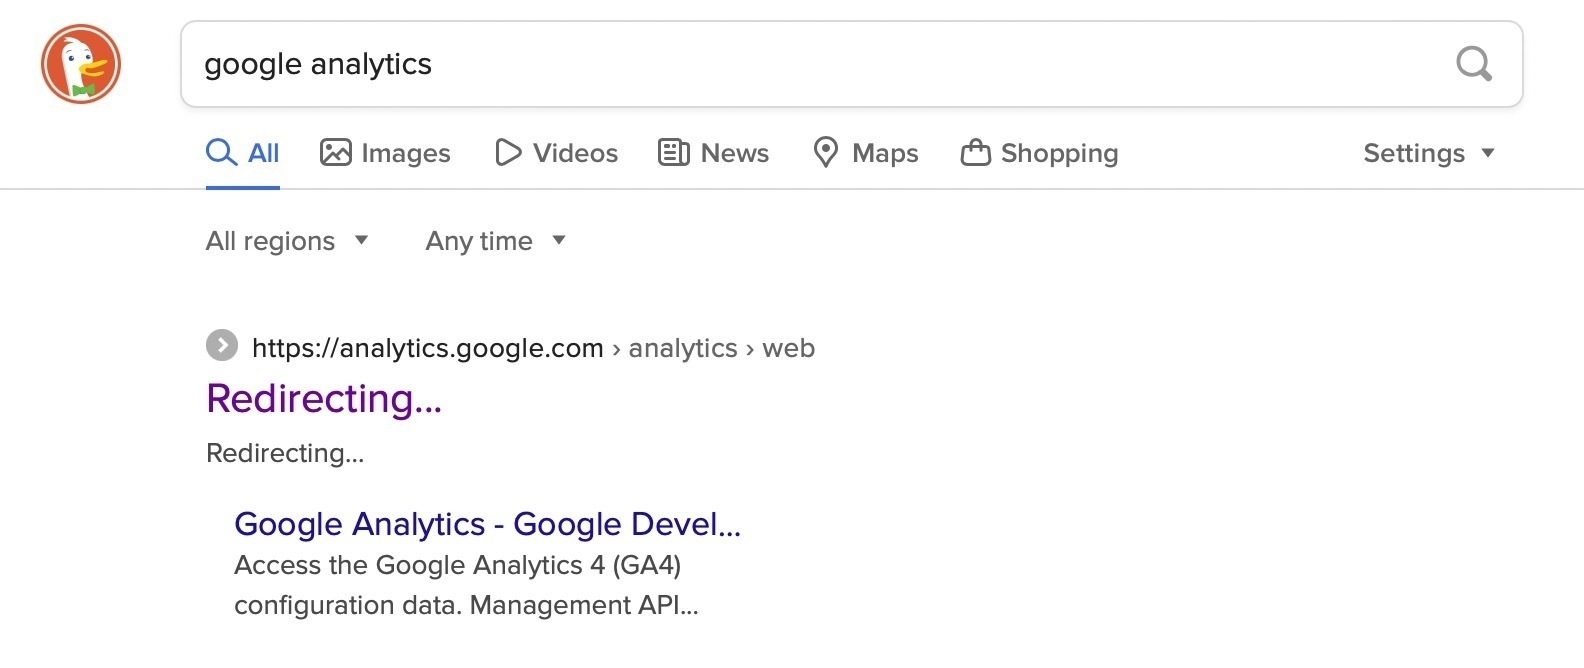 google analytics
All Images Videos News Maps Shopping Settings
All regions Any time
https://analytics.google.com › analytics › web
Redirecting...
Redirecting...
Google Analytics - Google Devel...
Access the Google Analytics 4 (GA4)
configuration data. Management API...